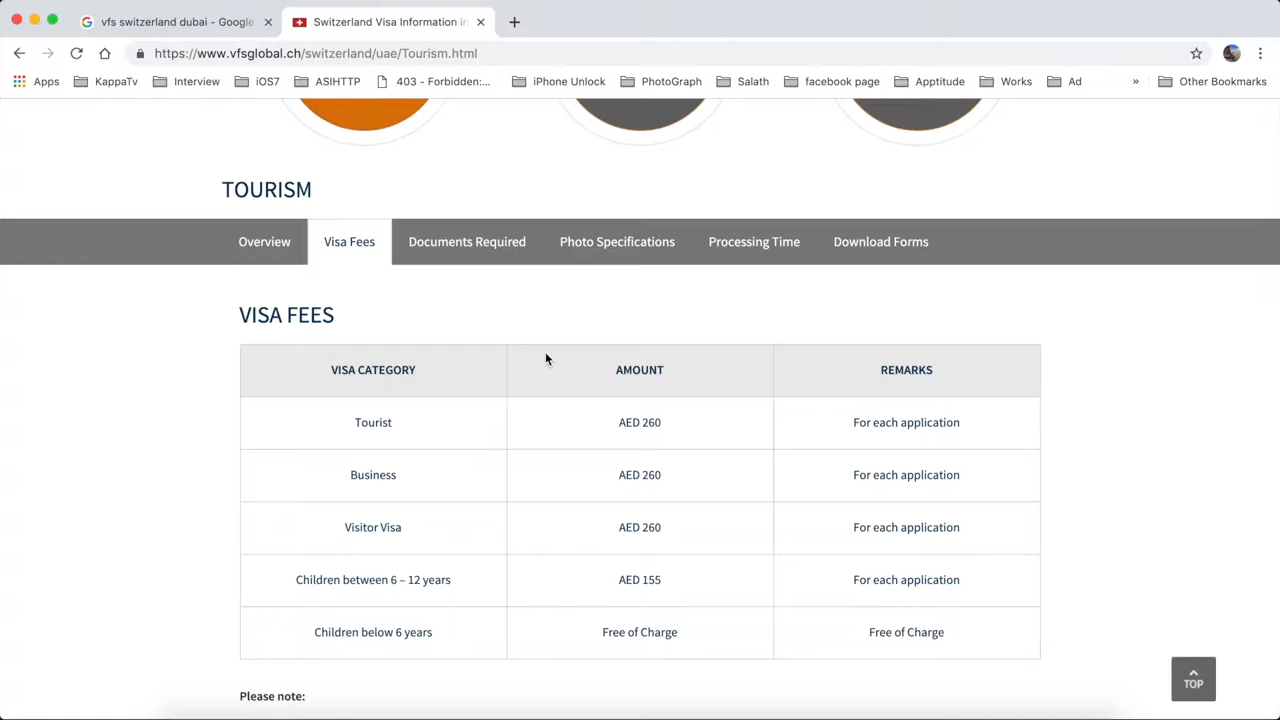 vfs switzerland dubai - Google
Switzerland Visa Information in
https://www.vfsglobal.ch/switzerland/uae/Tourism.html
Apps KappaTv Interview iOS7 ASIHTTP 403 - Forbidden:... iPhone Unlock PhotoGraph Salath facebook page Apptitude Works Ad » Other Bookmarks
TOURISM
Overview Visa Fees Documents Required Photo Specifications Processing Time Download Forms
VISA FEES
VISA CATEGORY AMOUNT REMARKS
Tourist AED 260 For each application
Business AED 260 For each application
Visitor Visa AED 260 For each application
Children between 6 – 12 years AED 155 For each application
Children below 6 years Free of Charge Free of Charge
TOP
Please note: